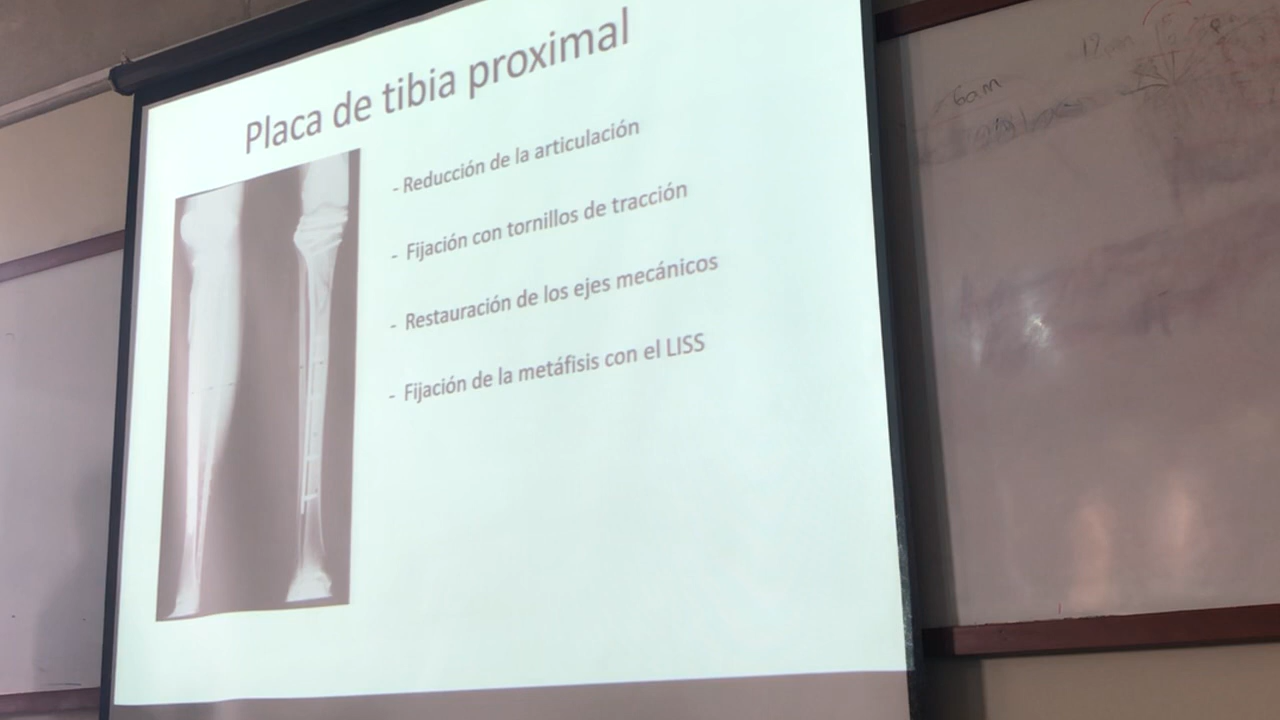 Placa de tibia proximal
- Reducción de la articulación
- Fijación con tornillos de tracción
- Restauración de los ejes mecánicos
- Fijación de la metáfisis con el LISS
6am